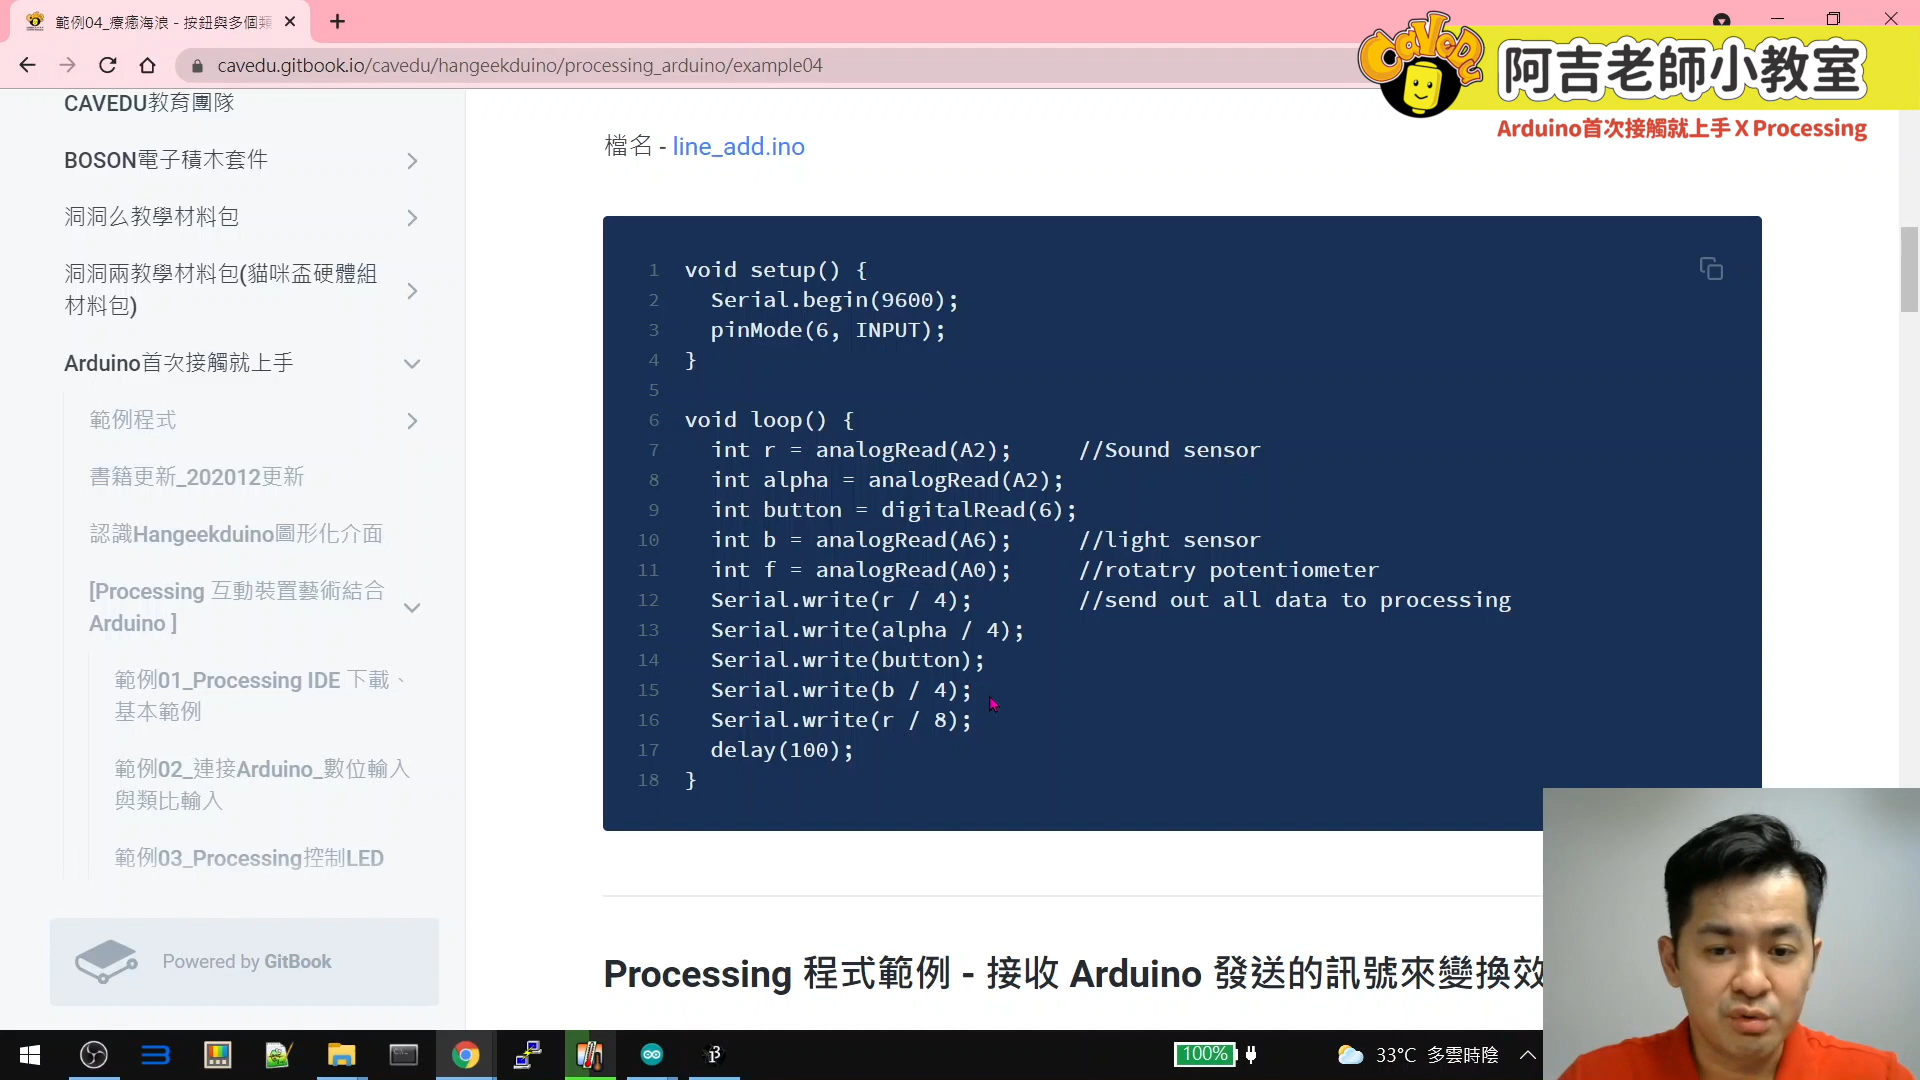 範例04_療癒海浪 - 按鈕與多個類
cavedu.gitbook.io/cavedu/hangeekduino/processing_arduino/example04
CAVEDU
阿吉老師小教室
Arduino首次接觸就上手 X Processing
CAVEDU教育團隊
BOSON電子積木套件
洞洞么教學材料包
洞洞兩教學材料包(貓咪盃硬體組
材料包)
Arduino首次接觸就上手
範例程式
書籍更新_202012更新
認識Hangeekduino圖形化介面
[Processing 互動裝置藝術結合
Arduino ]
範例01_Processing IDE 下載、
基本範例
範例02_連接Arduino_數位輸入
與類比輸入
範例03_Processing控制LED
Powered by GitBook
檔名 - line_add.ino
1 void setup() {
2 Serial.begin(9600);
3 pinMode(6, INPUT);
4 }
5
6 void loop() {
7 int r = analogRead(A2); //Sound sensor
8 int alpha = analogRead(A2);
9 int button = digitalRead(6);
10 int b = analogRead(A6); //light sensor
11 int f = analogRead(A0); //rotatry potentiometer
12 Serial.write(r / 4); //send out all data to processing
13 Serial.write(alpha / 4);
14 Serial.write(button);
15 Serial.write(b / 4);
16 Serial.write(r / 8);
17 delay(100);
18 }
Processing 程式範例 - 接收 Arduino 發送的訊號來變換效
100%
33°C 多雲時陰